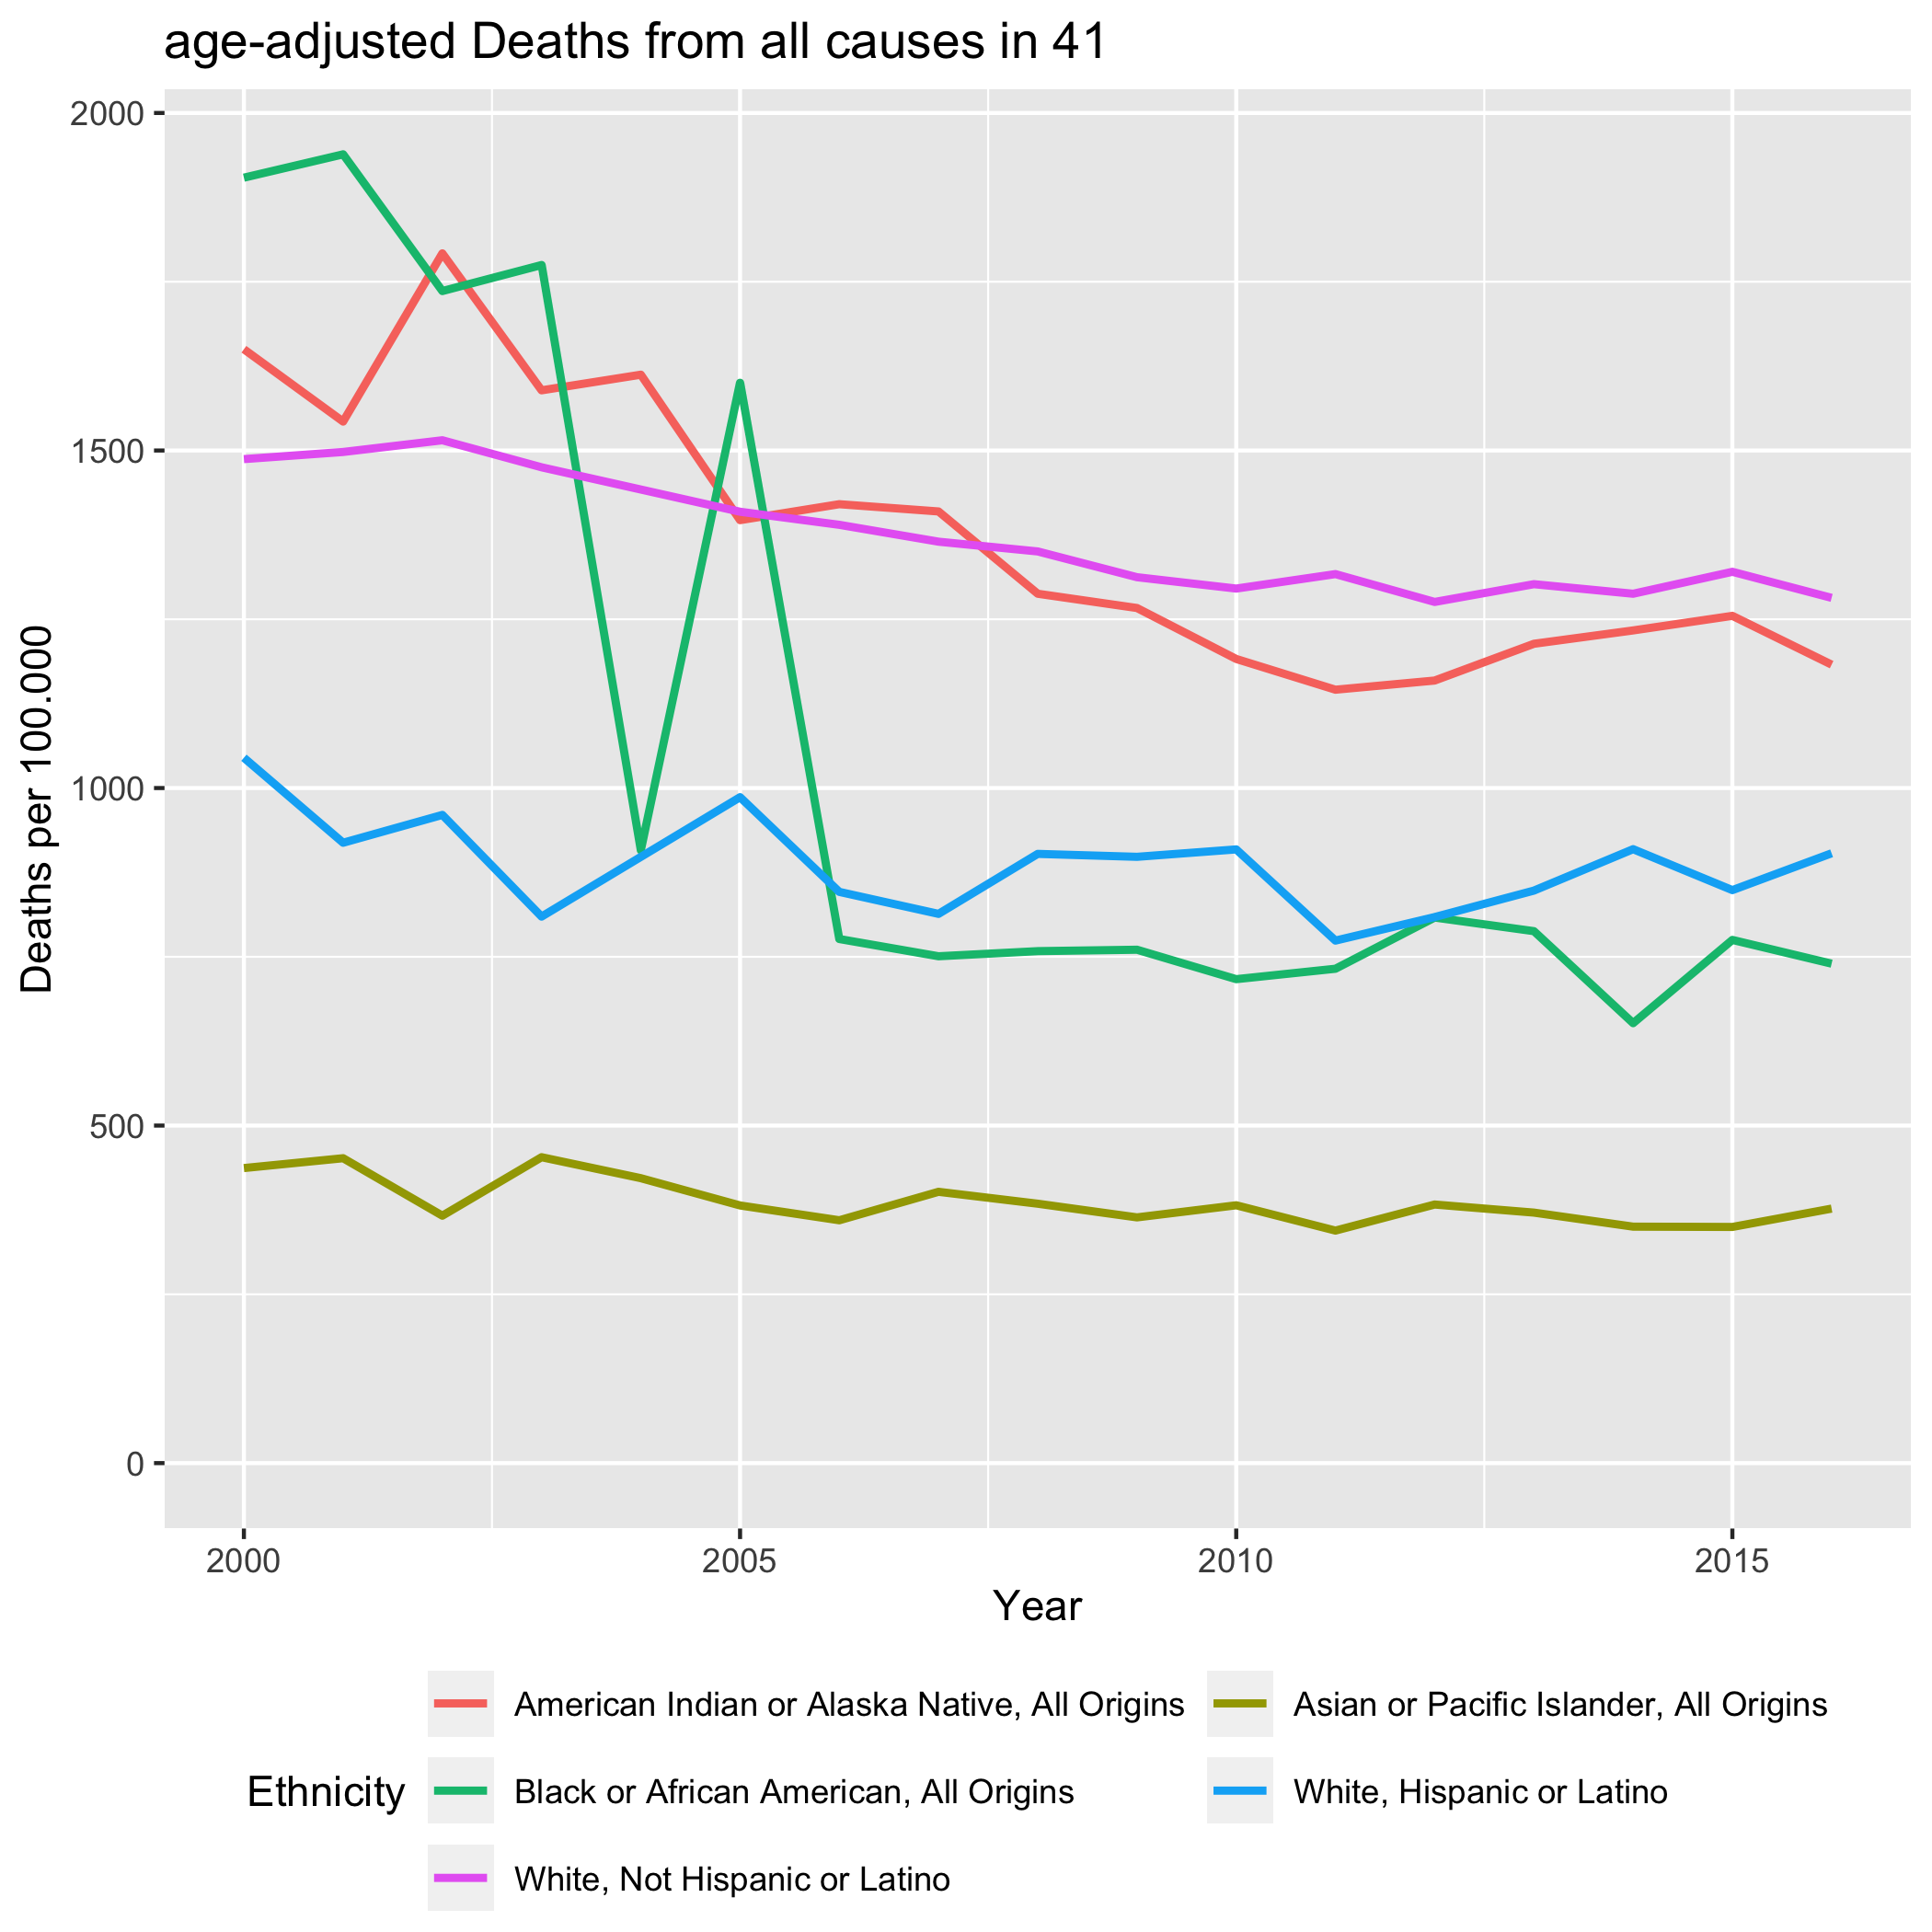 age-adjusted Deaths from all causes in 41
2000
1500
1000
500
0
Deaths per 100.000
2000 2005 2010 2015
Year
Ethnicity
American Indian or Alaska Native, All Origins
Asian or Pacific Islander, All Origins
Black or African American, All Origins
White, Hispanic or Latino
White, Not Hispanic or Latino